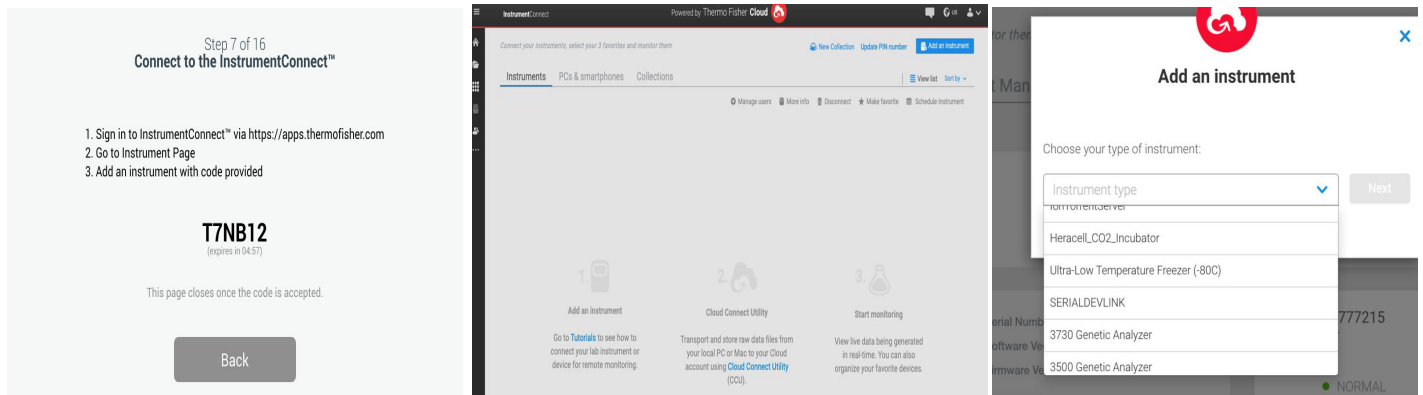 Step 7 of 16
Connect to the InstrumentConnect™
1. Sign in to InstrumentConnect™ via https://apps.thermofisher.com
2. Go to Instrument Page
3. Add an instrument with code provided
T7NB12
(expires in 04:57)
This page closes once the code is accepted.
Back
InstrumentConnect
Powered by Thermo Fisher Cloud
US
Connect your instruments, select your 3 favorites and monitor them
New Collection Update PIN number Add an Instrument
Instruments PCs & smartphones Collections
View list Sort by
Manage users More info Disconnect Make favorite Schedule Instrument
1.
Add an instrument
Go to Tutorials to see how to
connect your lab instrument or
device for remote monitoring.
2.
Cloud Connect Utility
Transport and store raw data files from
your local PC or Mac to your Cloud
account using Cloud Connect Utility
(CCU).
3.
Start monitoring
View live data being generated
in real-time. You can also
organize your favorite devices.
Add an instrument
Choose your type of instrument:
Instrument type
Next
IonTorrentServer
Heracell_CO2_Incubator
Ultra-Low Temperature Freezer (-80C)
SERIALDEVLINK
3730 Genetic Analyzer
3500 Genetic Analyzer
777215
NORMAL